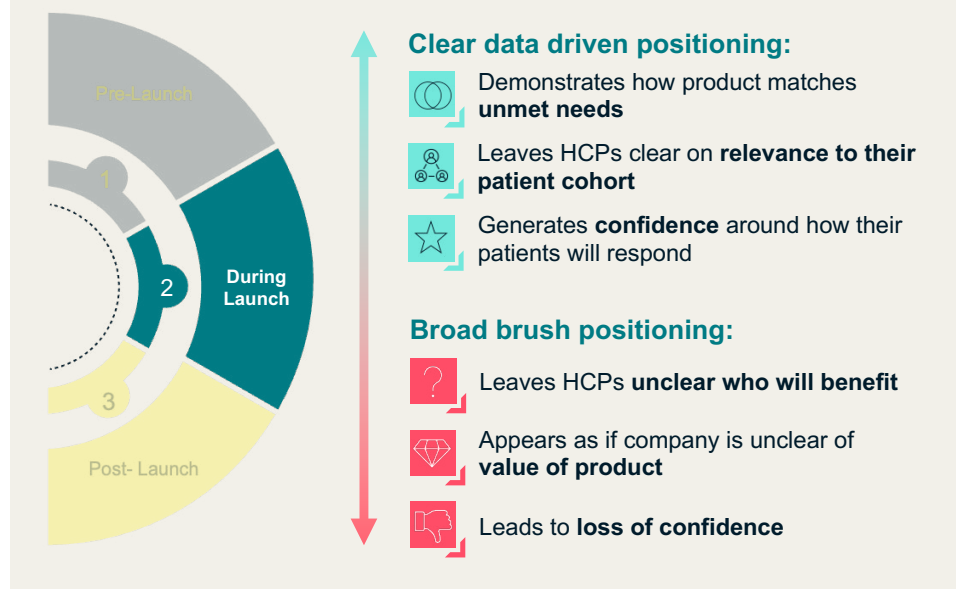 Pre-Launch
1
During
Launch
2
3
Post- Launch
Clear data driven positioning:
Demonstrates how product matches
unmet needs
Leaves HCPs clear on relevance to their
patient cohort
Generates confidence around how their
patients will respond
Broad brush positioning:
?
Leaves HCPs unclear who will benefit
Appears as if company is unclear of
value of product
Leads to loss of confidence